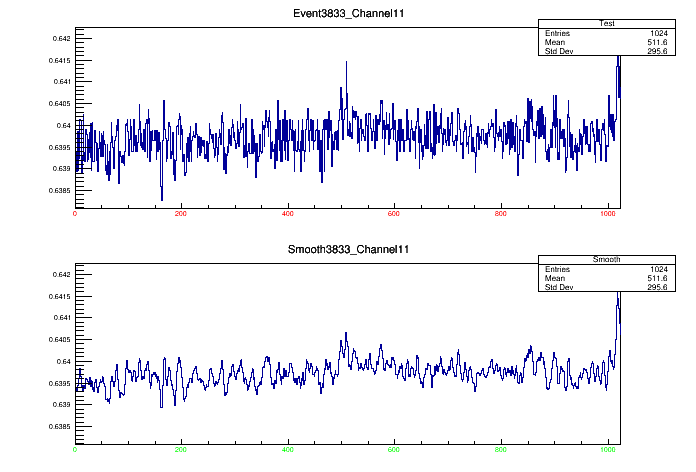 Event3833_Channel11
Test
Entries 1024
Mean 511.6
Std Dev 295.6
0.642
0.6415
0.641
0.6405
0.64
0.6395
0.639
0.6385
0 200 400 600 800 1000
Smooth3833_Channel11
Smooth
Entries 1024
Mean 511.6
Std Dev 295.6
0.642
0.6415
0.641
0.6405
0.64
0.6395
0.639
0.6385
0 200 400 600 800 1000